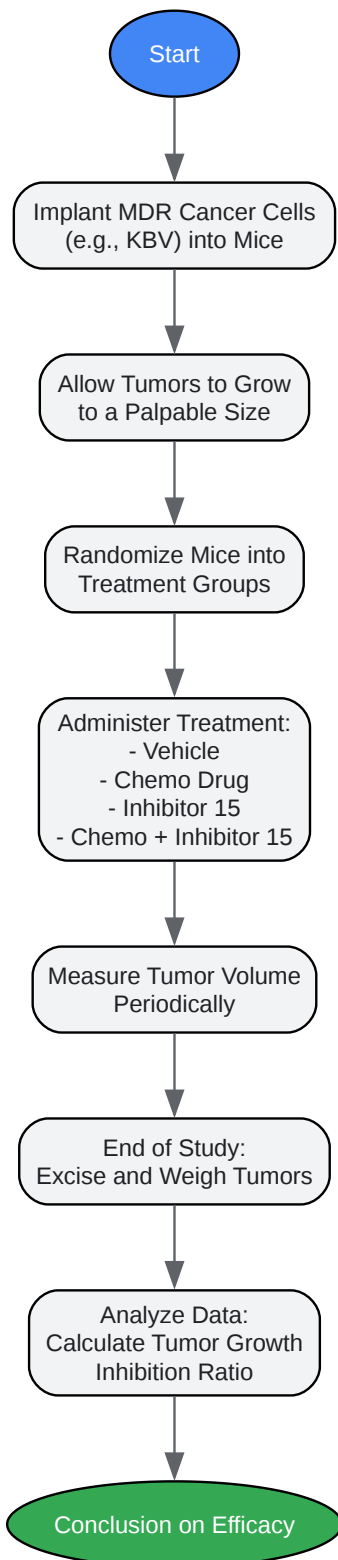 Start
Implant MDR Cancer Cells
(e.g., KBV) into Mice
Allow Tumors to Grow
to a Palpable Size
Randomize Mice into
Treatment Groups
Administer Treatment:
- Vehicle
- Chemo Drug
- Inhibitor 15
- Chemo + Inhibitor 15
Measure Tumor Volume
Periodically
End of Study:
Excise and Weigh Tumors
Analyze Data:
Calculate Tumor Growth
Inhibition Ratio
Conclusion on Efficacy